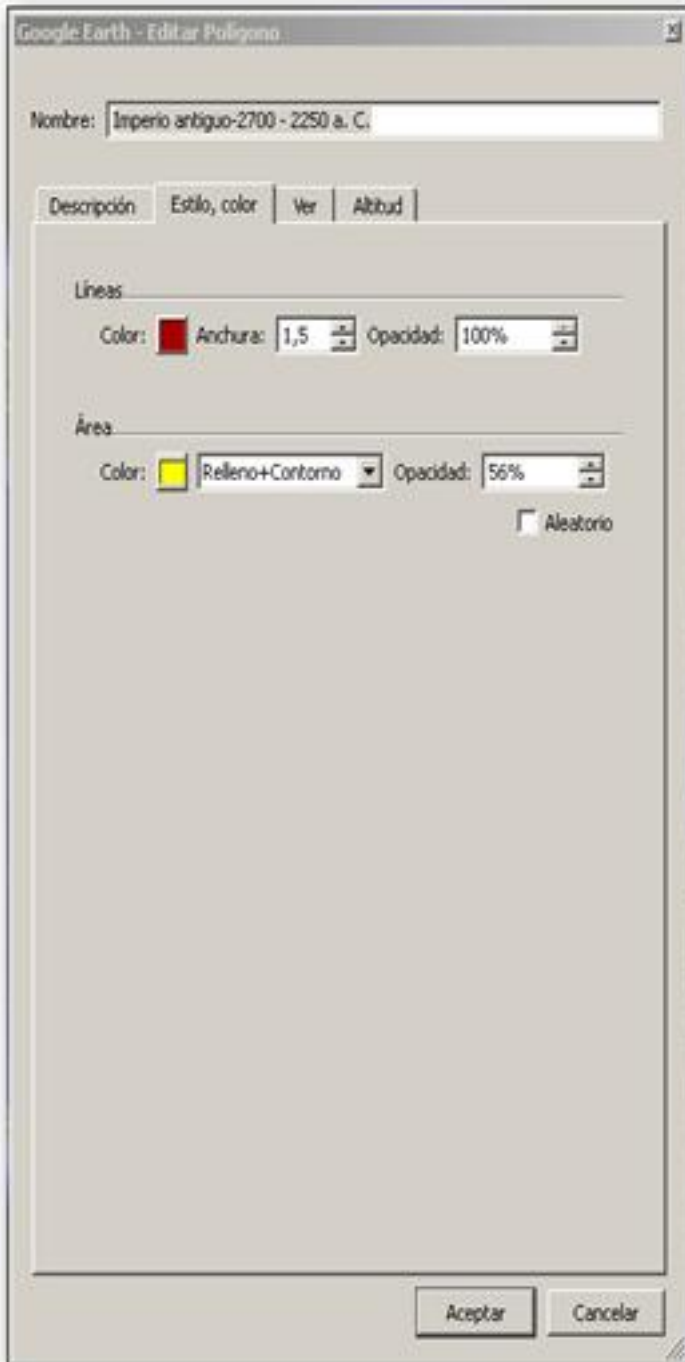 Google Earth - Editar Polígono
Nombre: Imperio antiguo-2700 - 2250 a. C.
Descripción Estilo, color Ver Altitud
Líneas
Color: Anchura: 1,5 Opacidad: 100%
Área
Color: Relleno+Contorno Opacidad: 56%
Aleatorio
Aceptar Cancelar